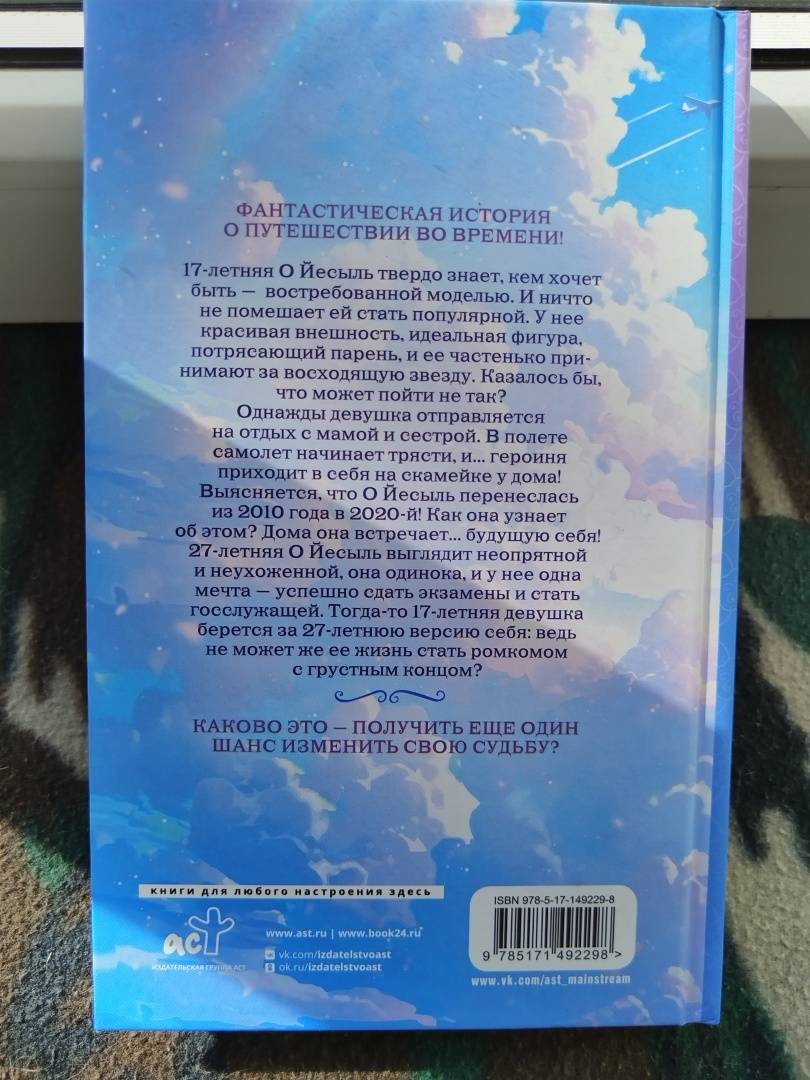 ФАНТАСТИЧЕСКАЯ ИСТОРИЯ
О ПУТЕШЕСТВИИ ВО ВРЕМЕНИ!
17-летняя О Йесыль твердо знает, кем хочет
быть — востребованной моделью. И ничто
не помешает ей стать популярной. У нее
красивая внешность, идеальная фигура,
потрясающий парень, и ее частенько при-
нимают за восходящую звезду. Казалось бы,
что может пойти не так?
Однажды девушка отправляется
на отдых с мамой и сестрой. В полете
самолет начинает трясти, и... героиня
приходит в себя на скамейке у дома!
Выясняется, что О Йесыль перенеслась
из 2010 года в 2020-й! Как она узнает
об этом? Дома она встречает... будущую себя!
27-летняя О Йесыль выглядит неопрятной
и неухоженной, она одинока, и у нее одна
мечта — успешно сдать экзамены и стать
госслужащей. Тогда-то 17-летняя девушка
берется за 27-летнюю версию себя: ведь
не может же ее жизнь стать ромкомом
с грустным концом?
КАКОВО ЭТО — ПОЛУЧИТЬ ЕЩЕ ОДИН
ШАНС ИЗМЕНИТЬ СВОЮ СУДЬБУ?
книги для любого настроения здесь
аст
ИЗДАТЕЛЬСКАЯ ГРУППА АСТ
www.ast.ru | www.book24.ru
vk.com/izdatelstvoast
ok.ru/izdatelstvoast
ISBN 978-5-17-149229-8
9 785171 492298 >
www.vk.com/ast_mainstream